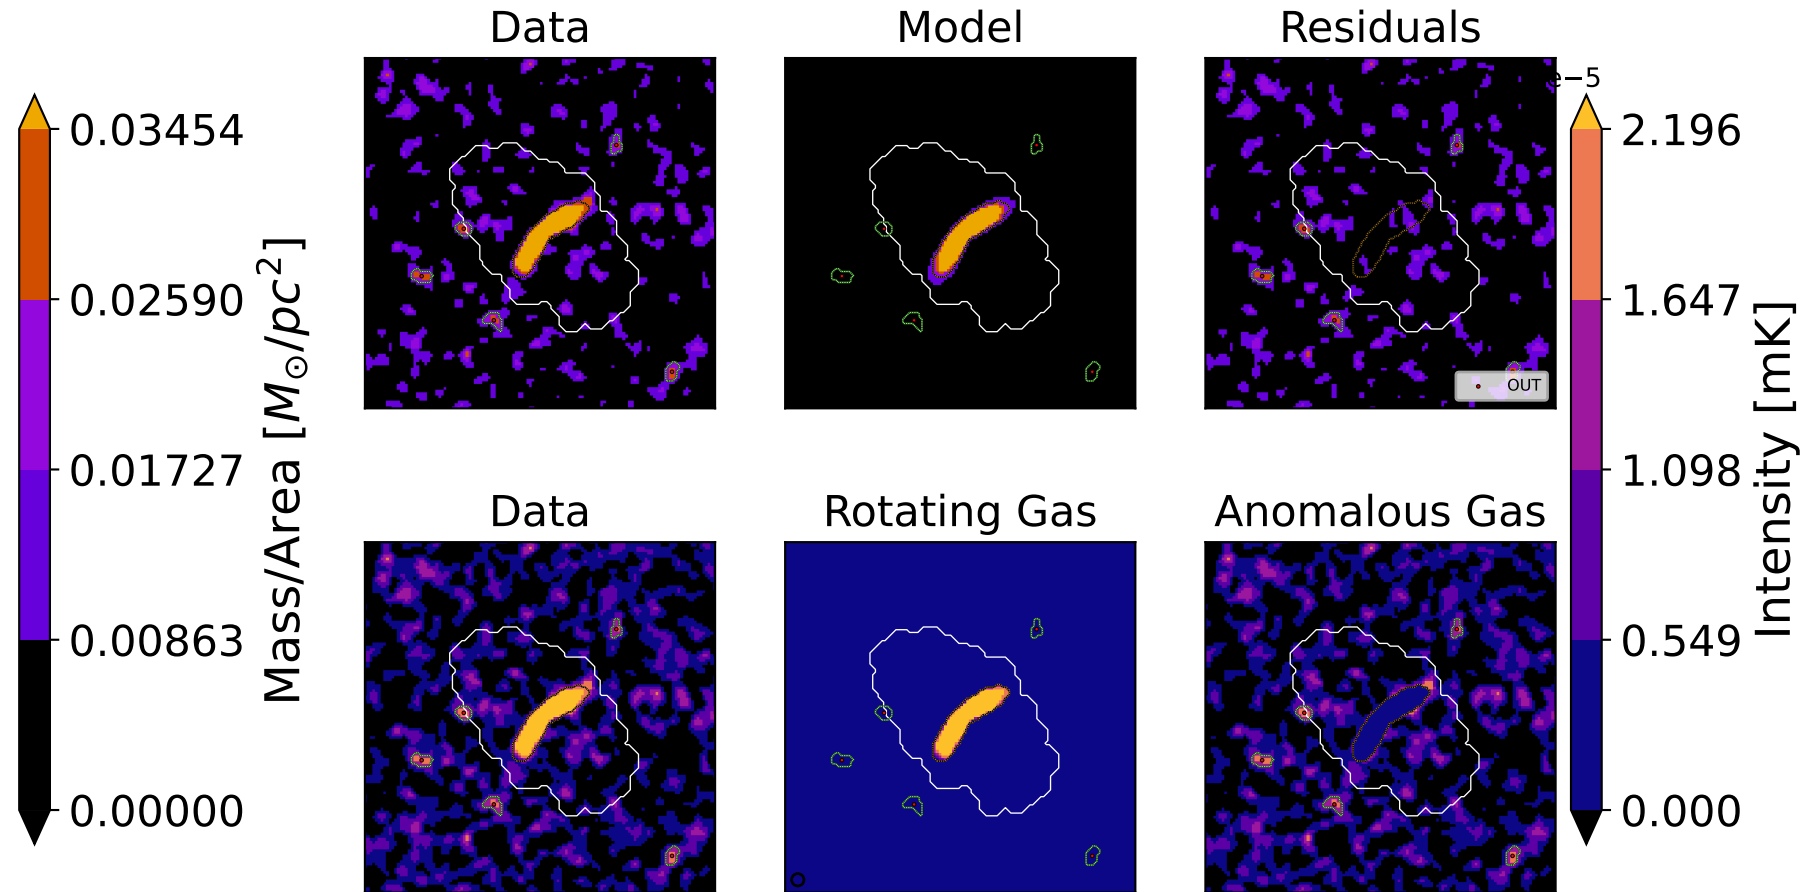 Data
Model
Residuals
e−5
0.03454
0.02590
0.01727
0.00863
0.00000
Mass/Area [M⊙/pc²]
OUT
2.196
1.647
1.098
0.549
0.000
Intensity [mK]
Data
Rotating Gas
Anomalous Gas